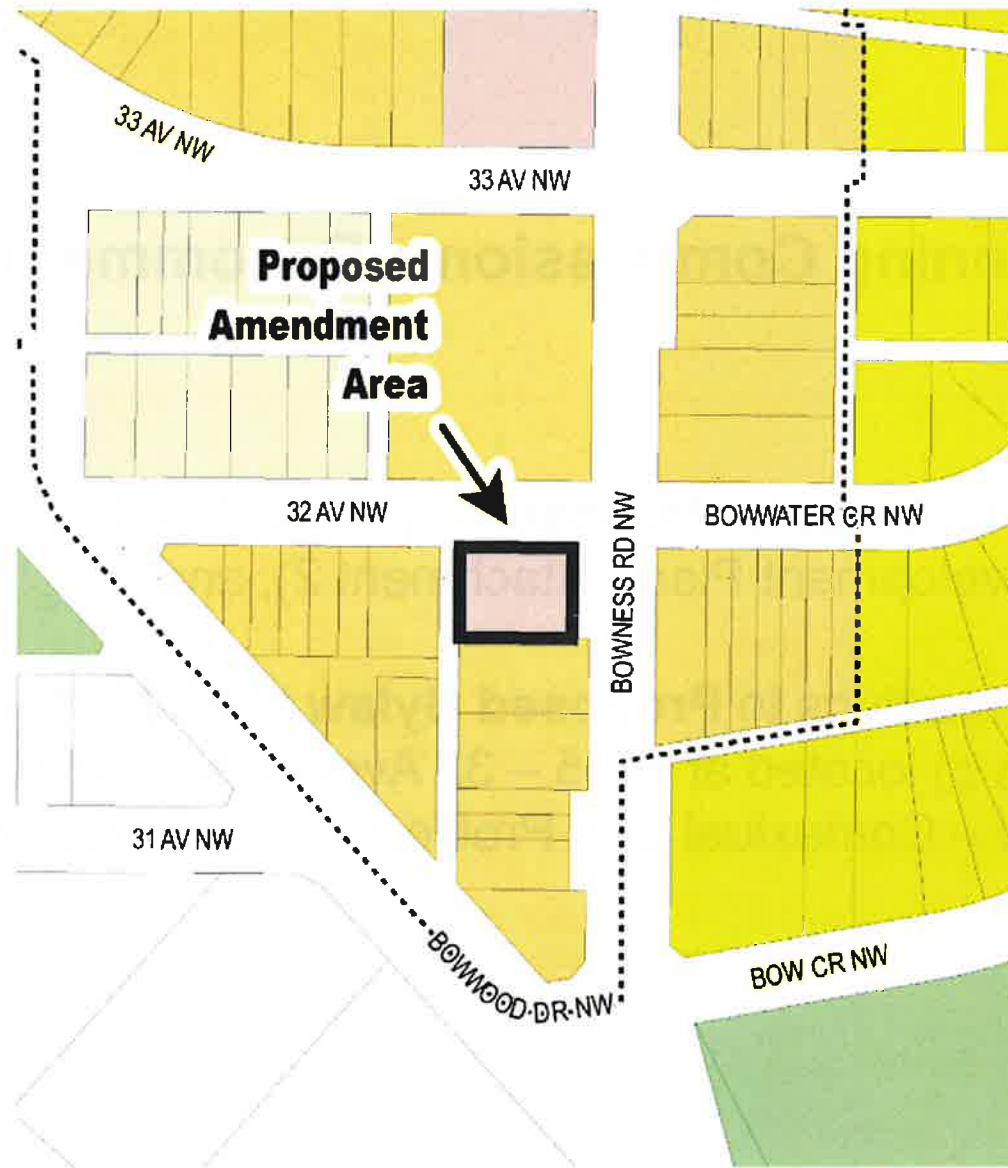 33 AV NW
33 AV NW
Proposed
Amendment
Area
32 AV NW
BOWNESS RD NW
BOWWATER CR NW
31 AV NW
BOWWOOD DR NW
BOW CR NW